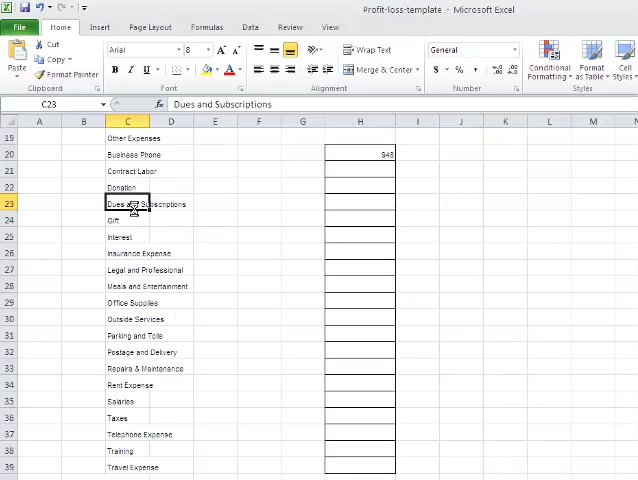 Profit-loss-template - Microsoft Excel
File Home Insert Page Layout Formulas Data Review View
Paste
Cut
Copy
Format Painter
Clipboard
Arial 8
B I U
Font
Wrap Text
Merge & Center
Alignment
General
$ % ,
Number
Conditional Formatting
Format as Table
Cell Styles
Styles
C23 fx Dues and Subscriptions
A B C D E F G H I J K L M N
19 Other Expenses
20 Business Phone 948
21 Contract Labor
22 Donation
23 Dues and Subscriptions
24 Gift
25 Interest
26 Insurance Expense
27 Legal and Professional
28 Meals and Entertainment
29 Office Supplies
30 Outside Services
31 Parking and Tolls
32 Postage and Delivery
33 Repairs & Maintenance
34 Rent Expense
35 Salaries
36 Taxes
37 Telephone Expense
38 Training
39 Travel Expense